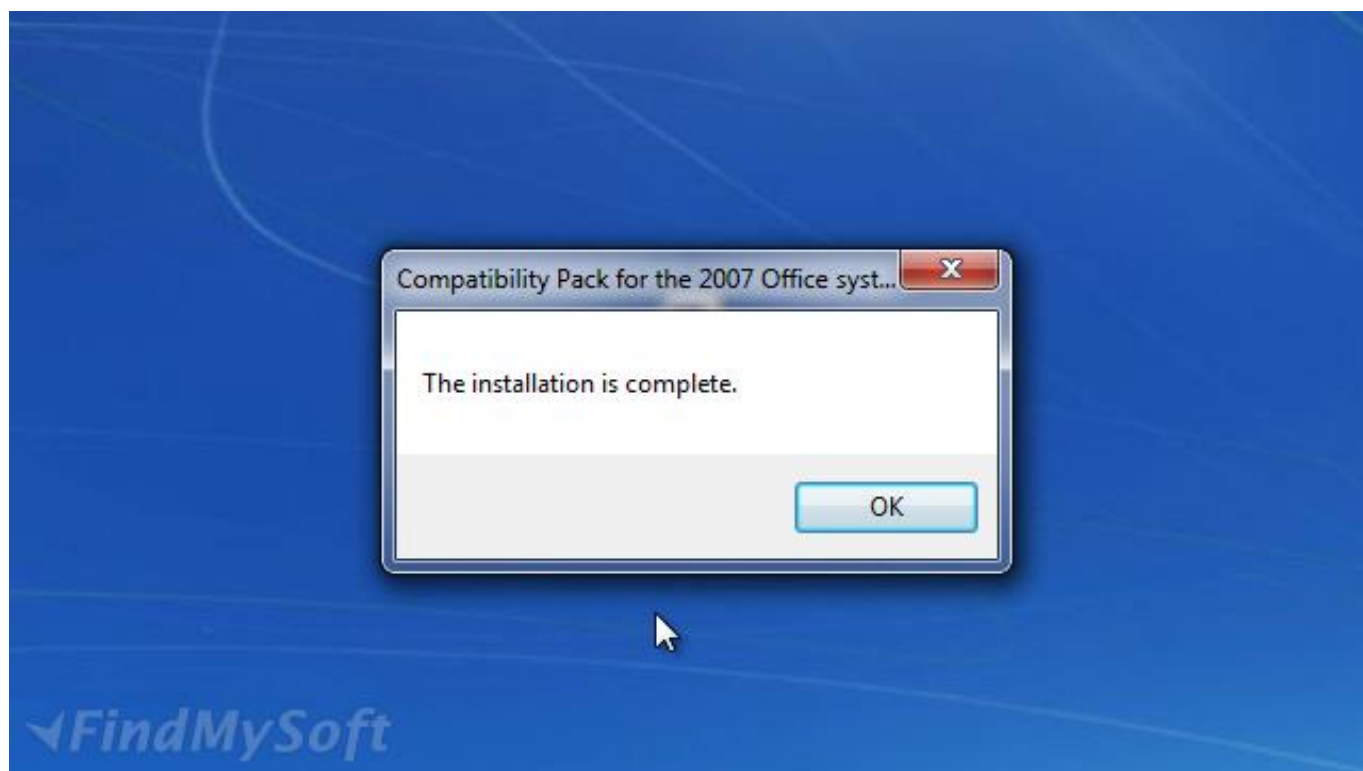 Compatibility Pack for the 2007 Office syst...
The installation is complete.
OK
FindMySoft